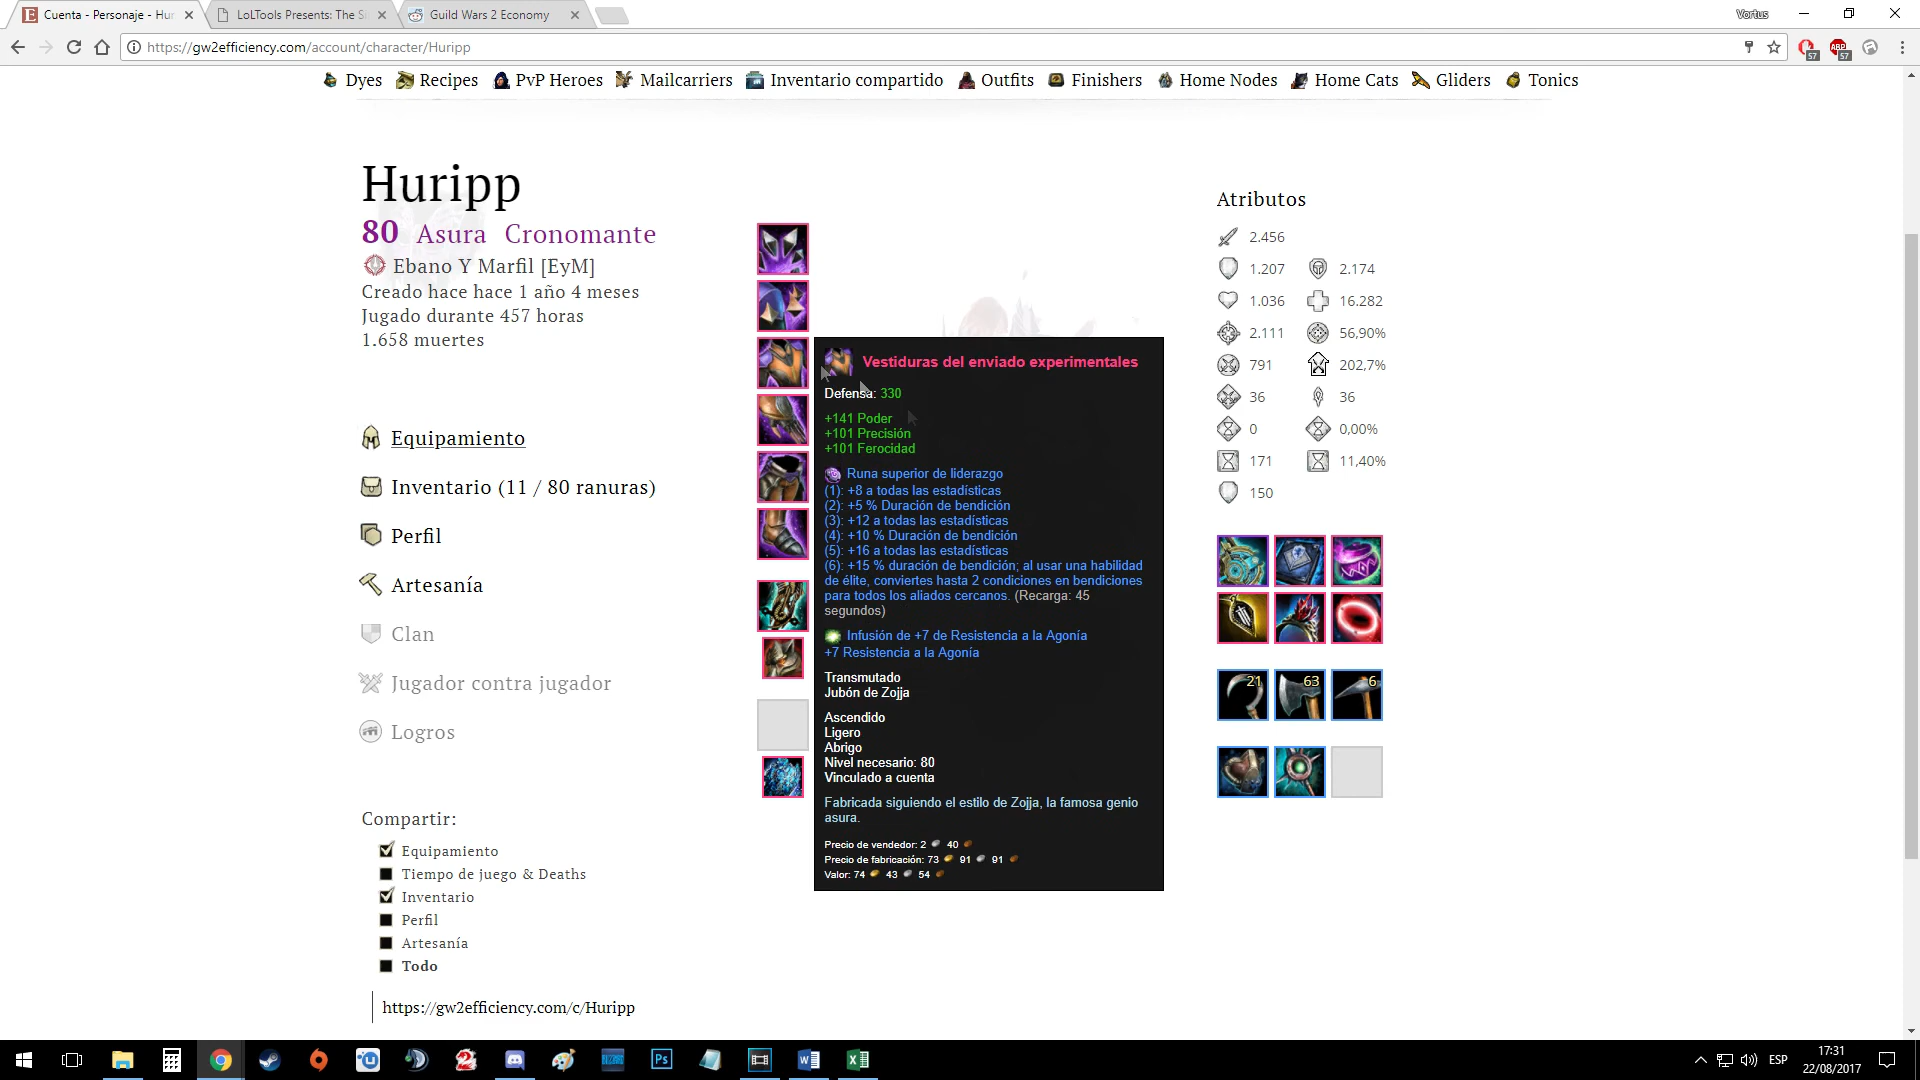 Cuenta - Personaje - Hur
LoLTools Presents: The Si
Guild Wars 2 Economy
Vortus
https://gw2efficiency.com/account/character/Huripp
57
57
Dyes
Recipes
PvP Heroes
Mailcarriers
Inventario compartido
Outfits
Finishers
Home Nodes
Home Cats
Gliders
Tonics
Huripp
80 Asura Cronomante
Ebano Y Marfil [EyM]
Creado hace hace 1 año 4 meses
Jugado durante 457 horas
1.658 muertes
Equipamiento
Inventario (11 / 80 ranuras)
Perfil
Artesanía
Clan
Jugador contra jugador
Logros
Compartir:
Equipamiento
Tiempo de juego & Deaths
Inventario
Perfil
Artesanía
Todo
https://gw2efficiency.com/c/Huripp
Vestiduras del enviado experimentales
Defensa: 330
+141 Poder
+101 Precisión
+101 Ferocidad
Runa superior de liderazgo
(1): +8 a todas las estadísticas
(2): +5 % Duración de bendición
(3): +12 a todas las estadísticas
(4): +10 % Duración de bendición
(5): +16 a todas las estadísticas
(6): +15 % duración de bendición; al usar una habilidad
de élite, conviertes hasta 2 condiciones en bendiciones
para todos los aliados cercanos. (Recarga: 45
segundos)
Infusión de +7 de Resistencia a la Agonía
+7 Resistencia a la Agonía
Transmutado
Jubón de Zojja
Ascendido
Ligero
Abrigo
Nivel necesario: 80
Vinculado a cuenta
Fabricada siguiendo el estilo de Zojja, la famosa genio
asura.
Precio de vendedor: 2 40
Precio de fabricación: 73 91 91
Valor: 74 43 54
Atributos
2.456
1.207 2.174
1.036 16.282
2.111 56,90%
791 202,7%
36 36
0 0,00%
171 11,40%
150
21 63 6
ESP
17:31
22/08/2017